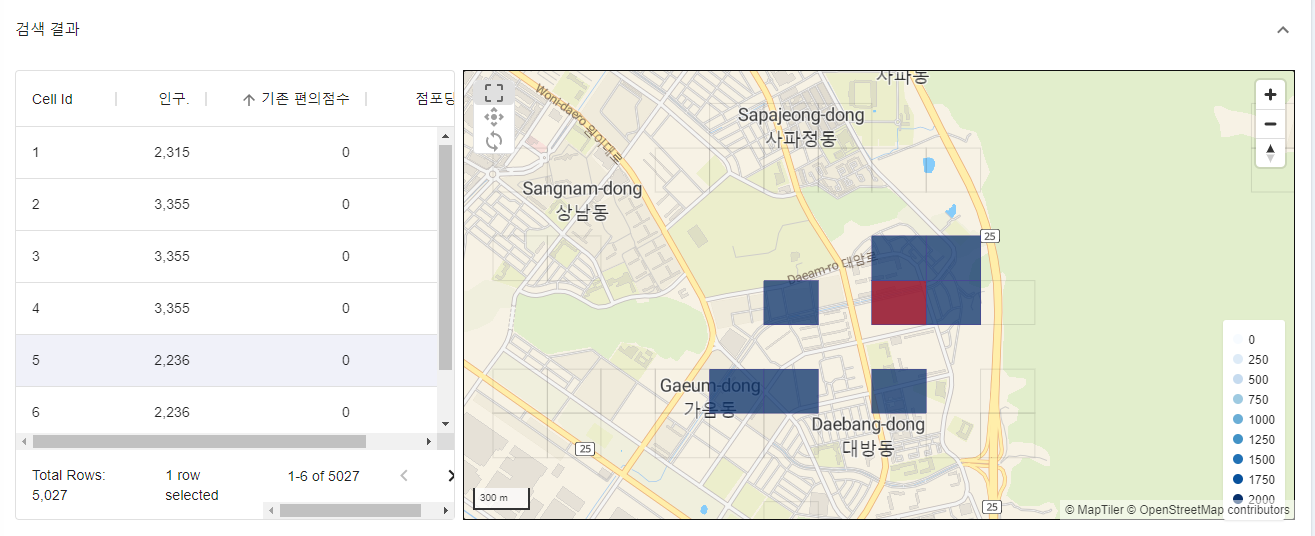 검색 결과
Cell Id
인구.
기존 편의점수
점포당
1 2,315 0
2 3,355 0
3 3,355 0
4 3,355 0
5 2,236 0
6 2,236 0
Total Rows:
5,027
1 row
selected
1-6 of 5027
사파동
Woni-daero 원이대로
Sapajeong-dong
사파정동
Sangnam-dong
상남동
25
Daeam-ro 대암로
Gaeum-dong
가음동
Daebang-dong
대방동
25
25
300 m
0
250
500
750
1000
1250
1500
1750
2000
© MapTiler © OpenStreetMap contributors